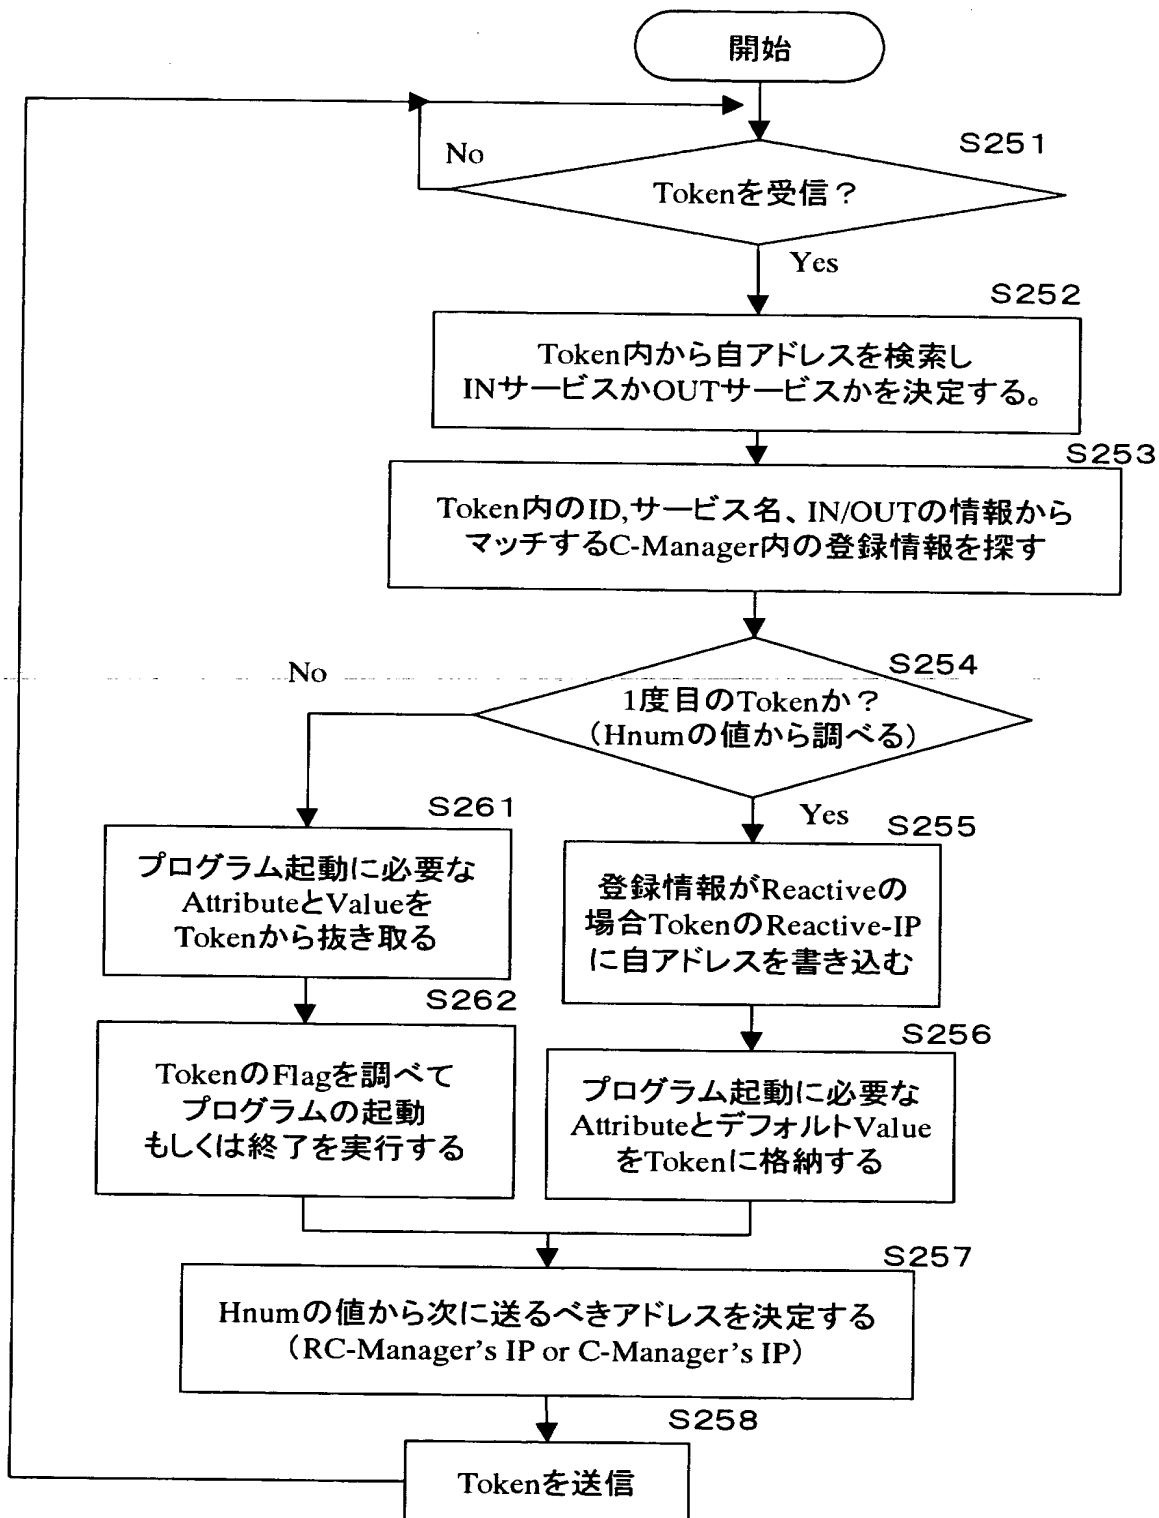 開始
S251
No
Tokenを受信？
Yes
S252
Token内から自アドレスを検索し
INサービスかOUTサービスかを決定する。
S253
Token内のID,サービス名、IN/OUTの情報から
マッチするC-Manager内の登録情報を探す
S254
No
1度目のTokenか？
（Hnumの値から調べる）
Yes
S261
プログラム起動に必要な
AttributeとValueを
Tokenから抜き取る
S255
登録情報がReactiveの
場合TokenのReactive-IP
に自アドレスを書き込む
S262
TokenのFlagを調べて
プログラムの起動
もしくは終了を実行する
S256
プログラム起動に必要な
AttributeとデフォルトValue
をTokenに格納する
S257
Hnumの値から次に送るべきアドレスを決定する
（RC-Manager's IP or C-Manager's IP）
S258
Tokenを送信